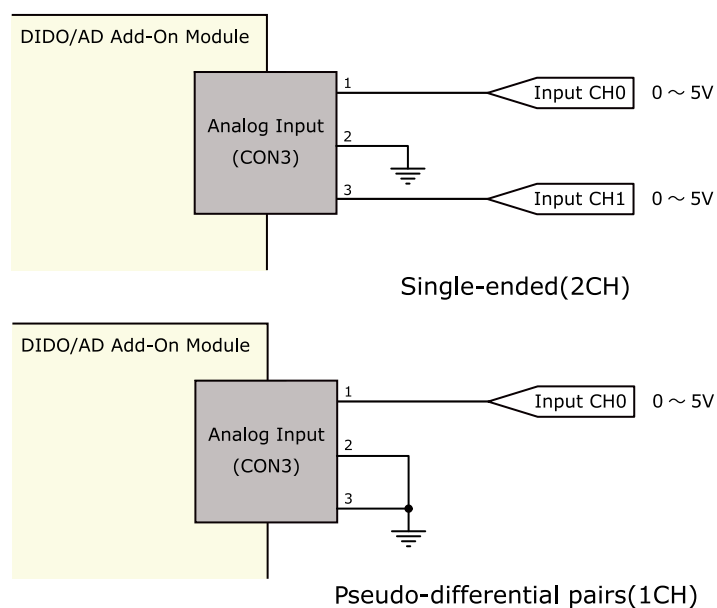 DIDO/AD Add-On Module
Analog Input
(CON3)
1
2
3
Input CH0 0 ~ 5V
Input CH1 0 ~ 5V
Single-ended(2CH)
DIDO/AD Add-On Module
Analog Input
(CON3)
1
2
3
Input CH0 0 ~ 5V
Pseudo-differential pairs(1CH)